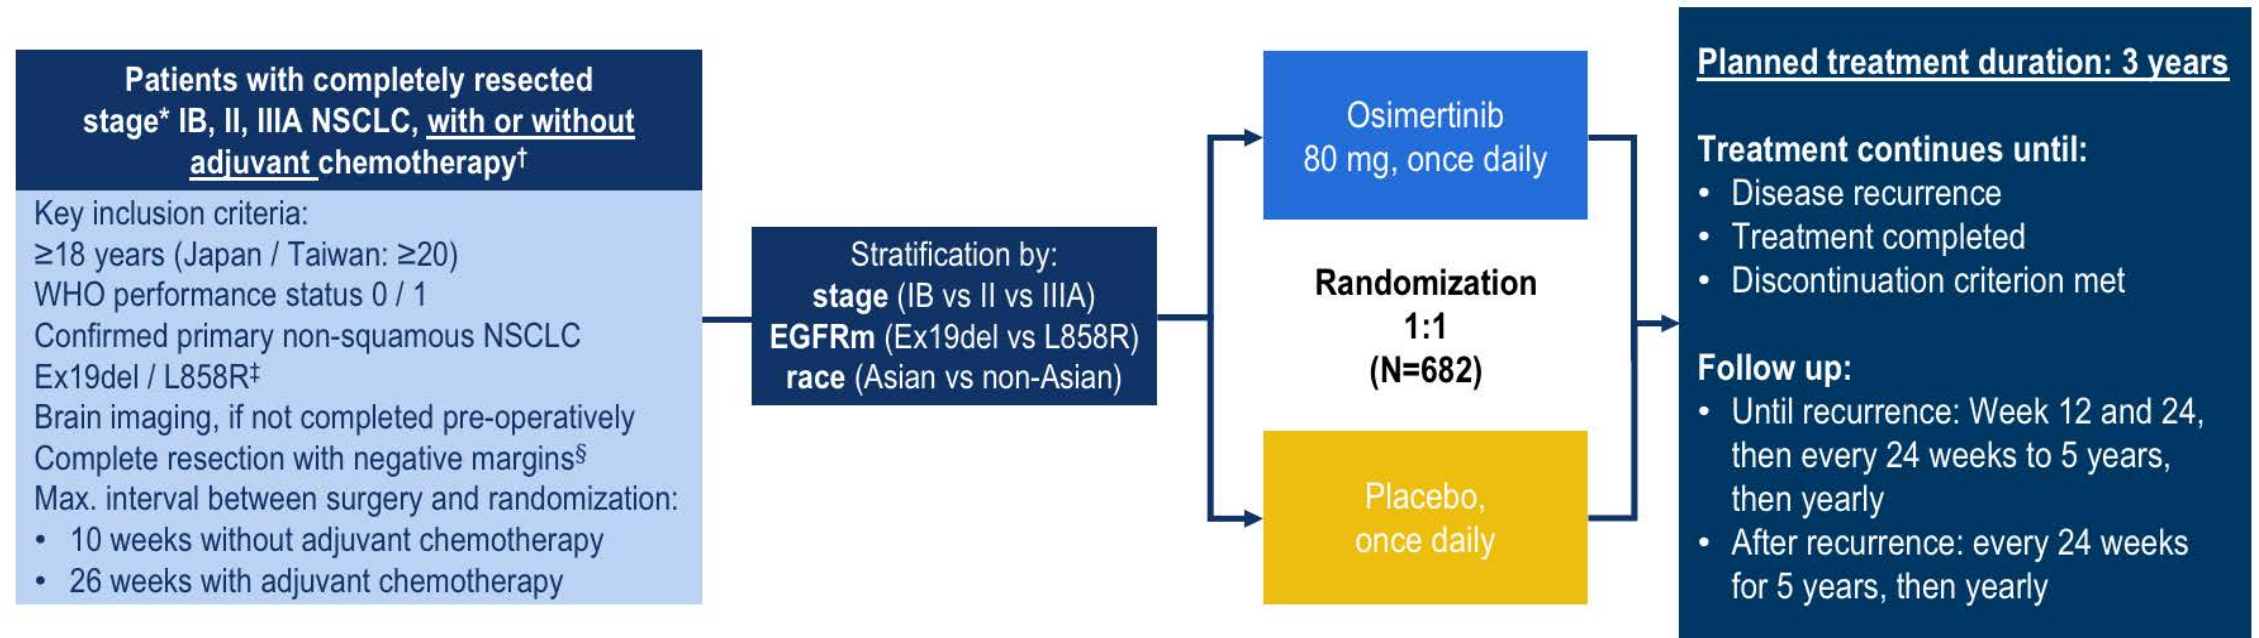 Patients with completely resected
stage* IB, II, IIIA NSCLC, with or without
adjuvant chemotherapy†
Key inclusion criteria:
≥18 years (Japan / Taiwan: ≥20)
WHO performance status 0 / 1
Confirmed primary non-squamous NSCLC
Ex19del / L858R‡
Brain imaging, if not completed pre-operatively
Complete resection with negative margins§
Max. interval between surgery and randomization:
• 10 weeks without adjuvant chemotherapy
• 26 weeks with adjuvant chemotherapy
Stratification by:
stage (IB vs II vs IIIA)
EGFRm (Ex19del vs L858R)
race (Asian vs non-Asian)
Osimertinib
80 mg, once daily
Randomization
1:1
(N=682)
Placebo,
once daily
Planned treatment duration: 3 years
Treatment continues until:
• Disease recurrence
• Treatment completed
• Discontinuation criterion met
Follow up:
• Until recurrence: Week 12 and 24,
then every 24 weeks to 5 years,
then yearly
• After recurrence: every 24 weeks
for 5 years, then yearly